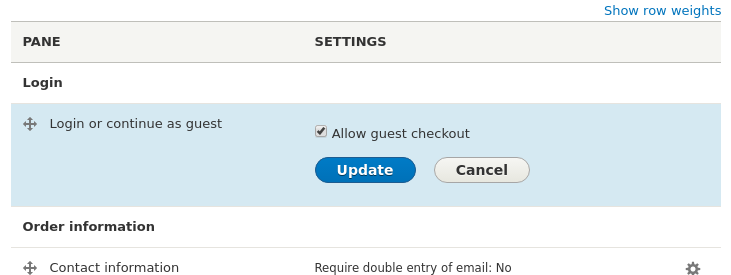 Show row weights
PANE SETTINGS
Login
Login or continue as guest
Allow guest checkout
Update Cancel
Order information
Contact information Require double entry of email: No